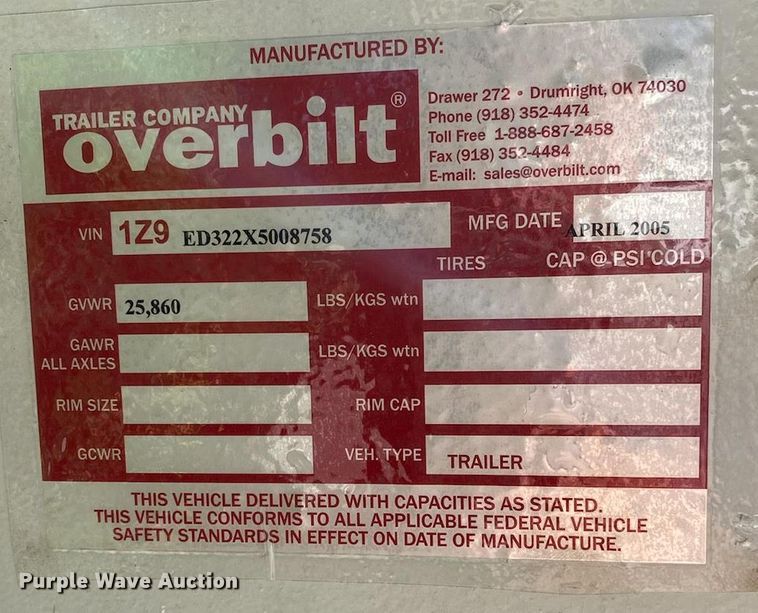 MANUFACTURED BY:
TRAILER COMPANY
overbilt®
Drawer 272 • Drumright, OK 74030
Phone (918) 352-4474
Toll Free 1-888-687-2458
Fax (918) 352-4484
E-mail: sales@overbilt.com
VIN 1Z9 ED322X5008758 MFG DATE APRIL 2005
TIRES CAP @ PSI COLD
GVWR 25,860 LBS/KGS wtn
GAWR
ALL AXLES LBS/KGS wtn
RIM SIZE RIM CAP
GCWR VEH. TYPE TRAILER
THIS VEHICLE DELIVERED WITH CAPACITIES AS STATED.
THIS VEHICLE CONFORMS TO ALL APPLICABLE FEDERAL VEHICLE
SAFETY STANDARDS IN EFFECT ON DATE OF MANUFACTURE.
Purple Wave Auction